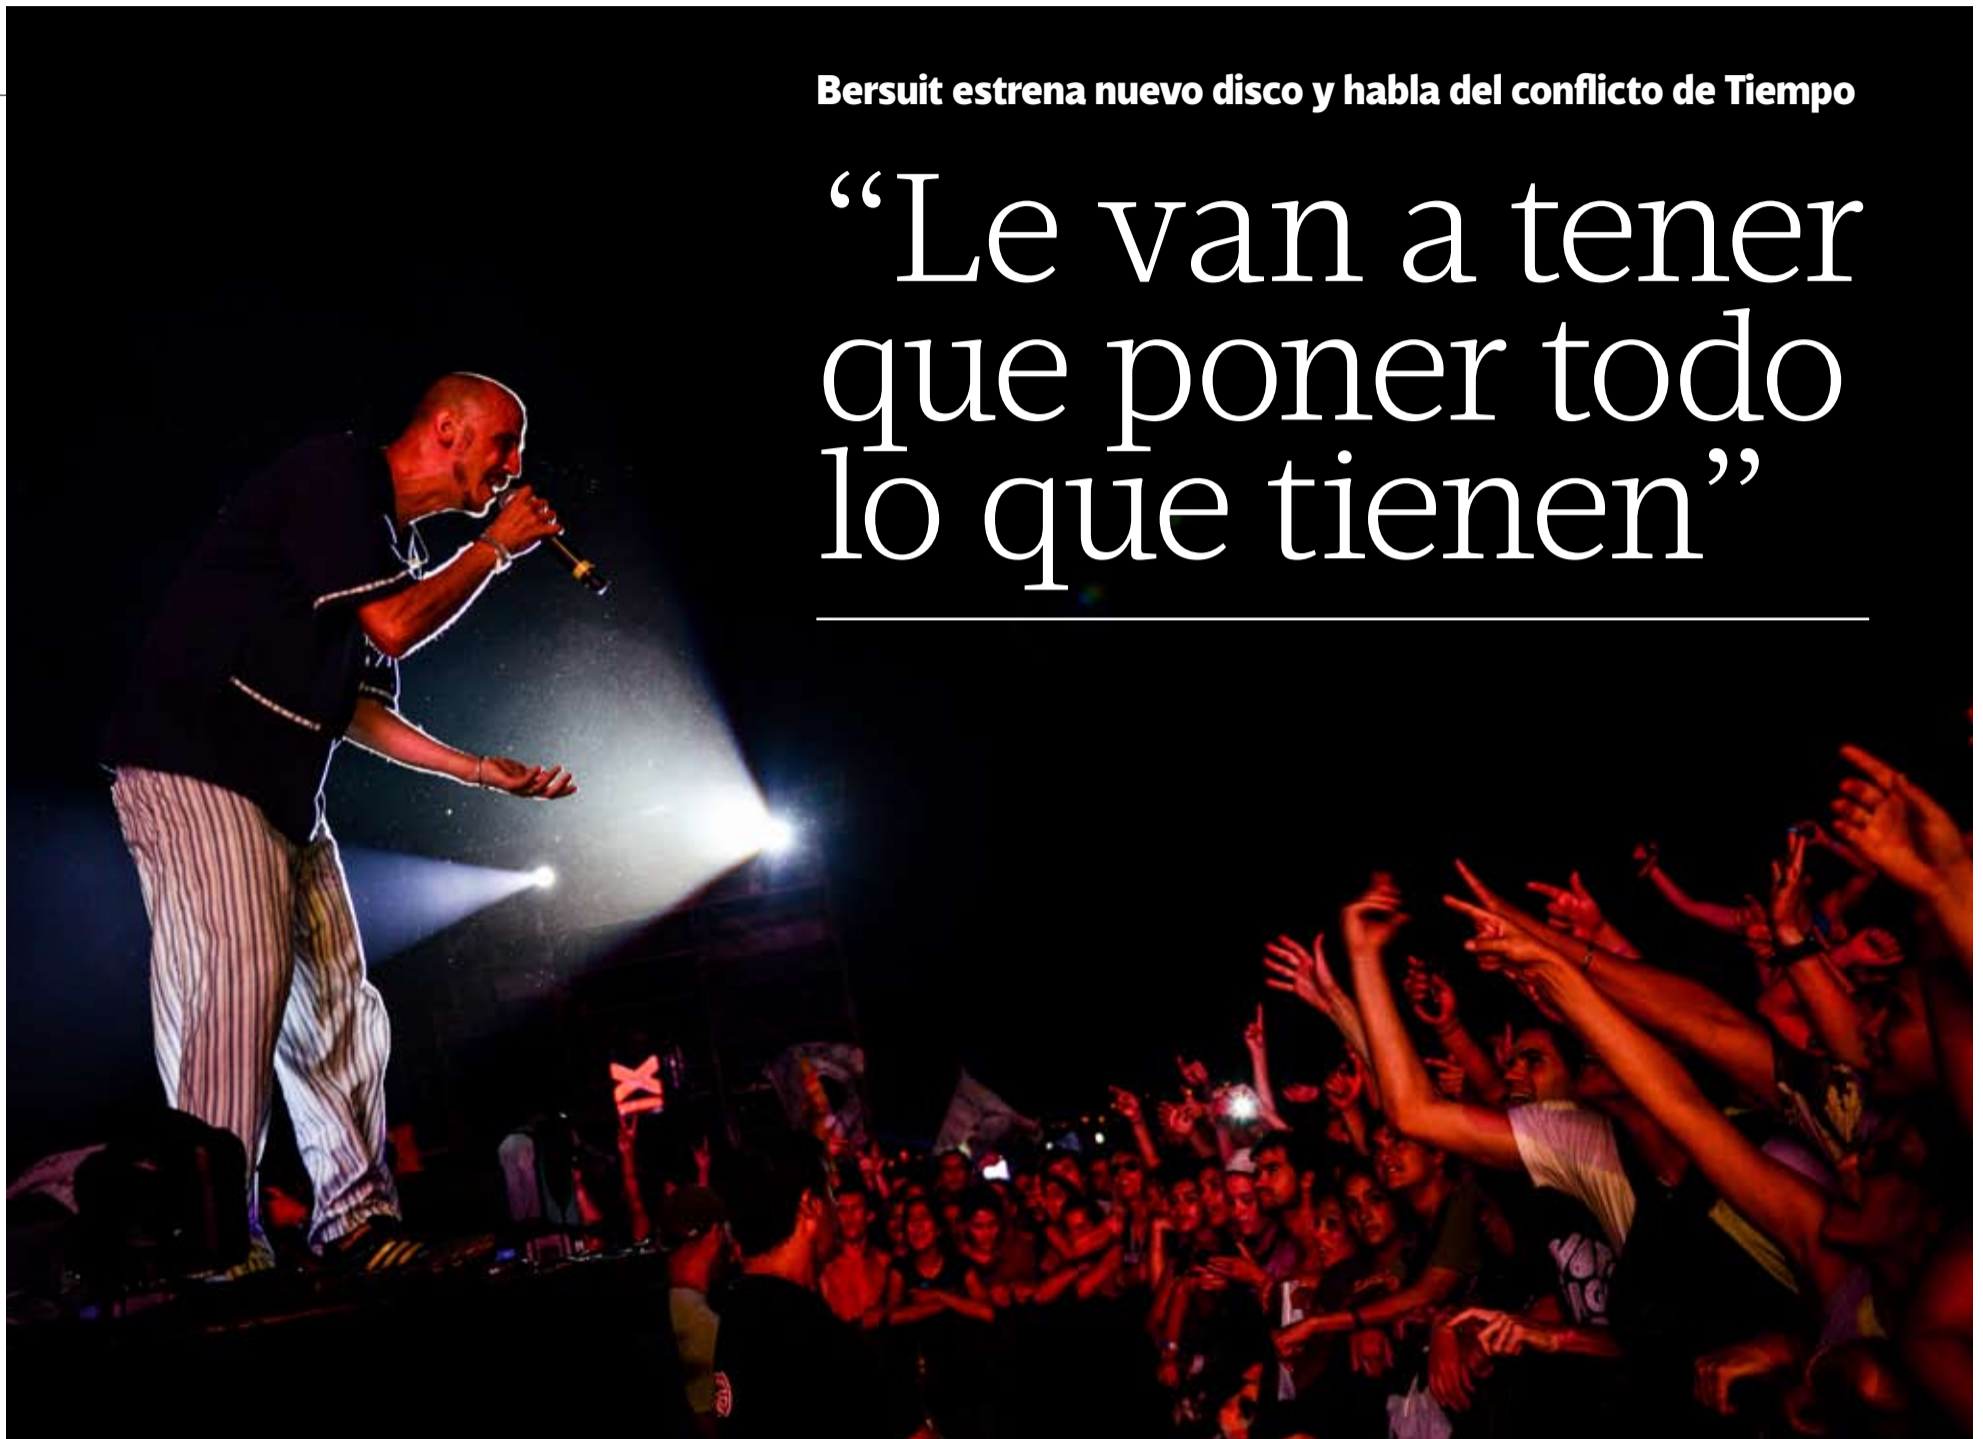 Bersuit estrena nuevo disco y habla del conflicto de Tiempo
“Le van a tener
que poner todo
lo que tienen”